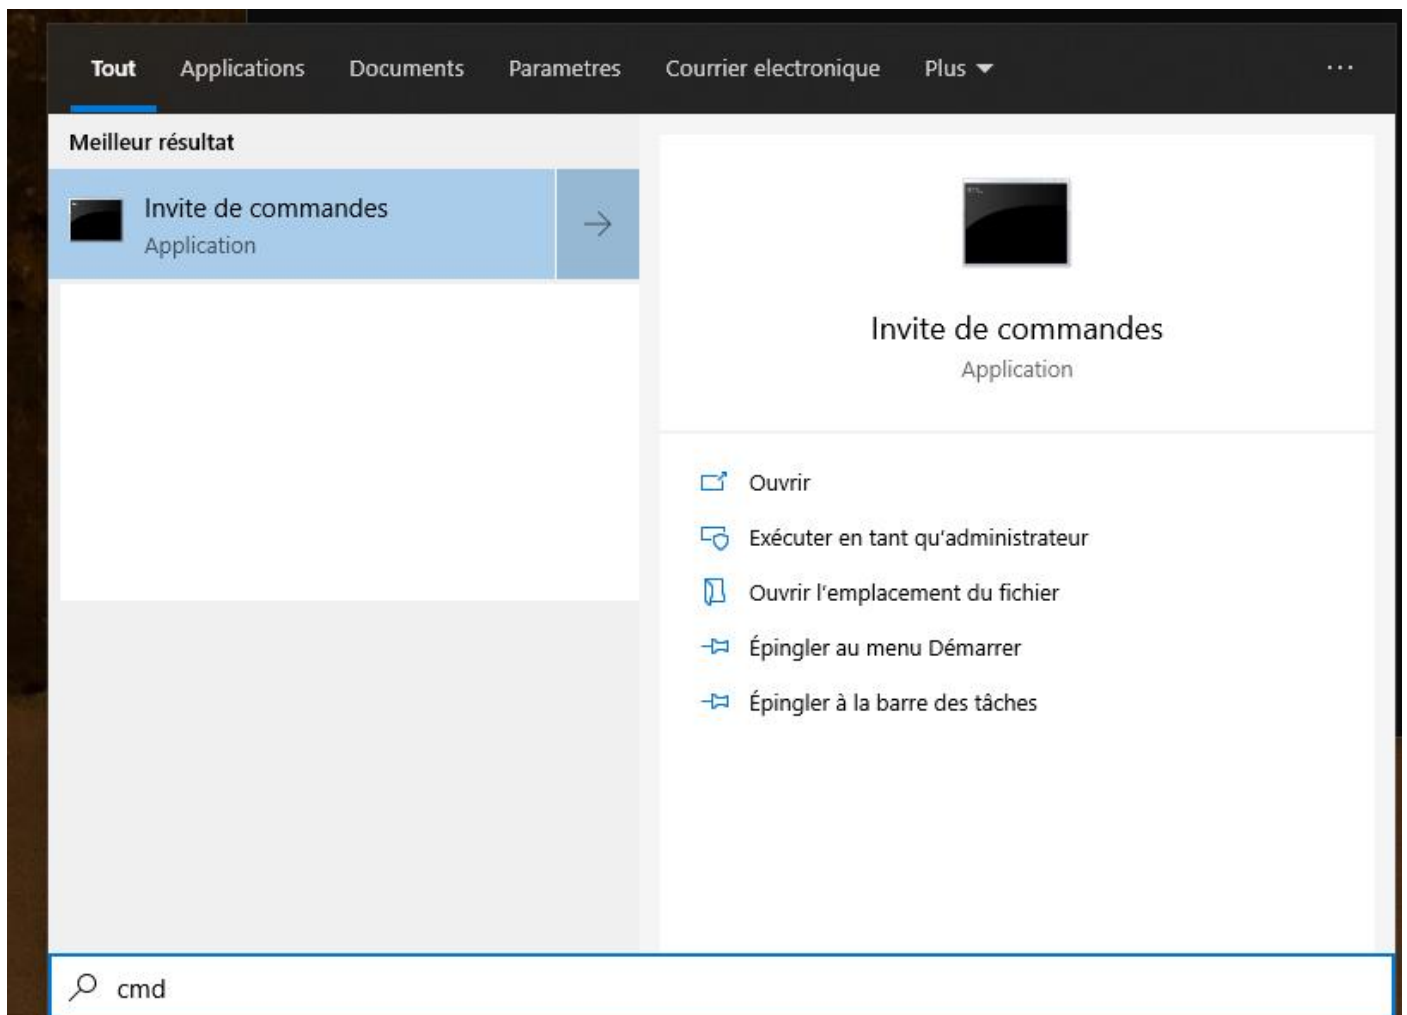 Tout Applications Documents Parametres Courrier electronique Plus ...
Meilleur résultat
Invite de commandes
Application
Invite de commandes
Application
Ouvrir
Exécuter en tant qu'administrateur
Ouvrir l'emplacement du fichier
Épingler au menu Démarrer
Épingler à la barre des tâches
cmd